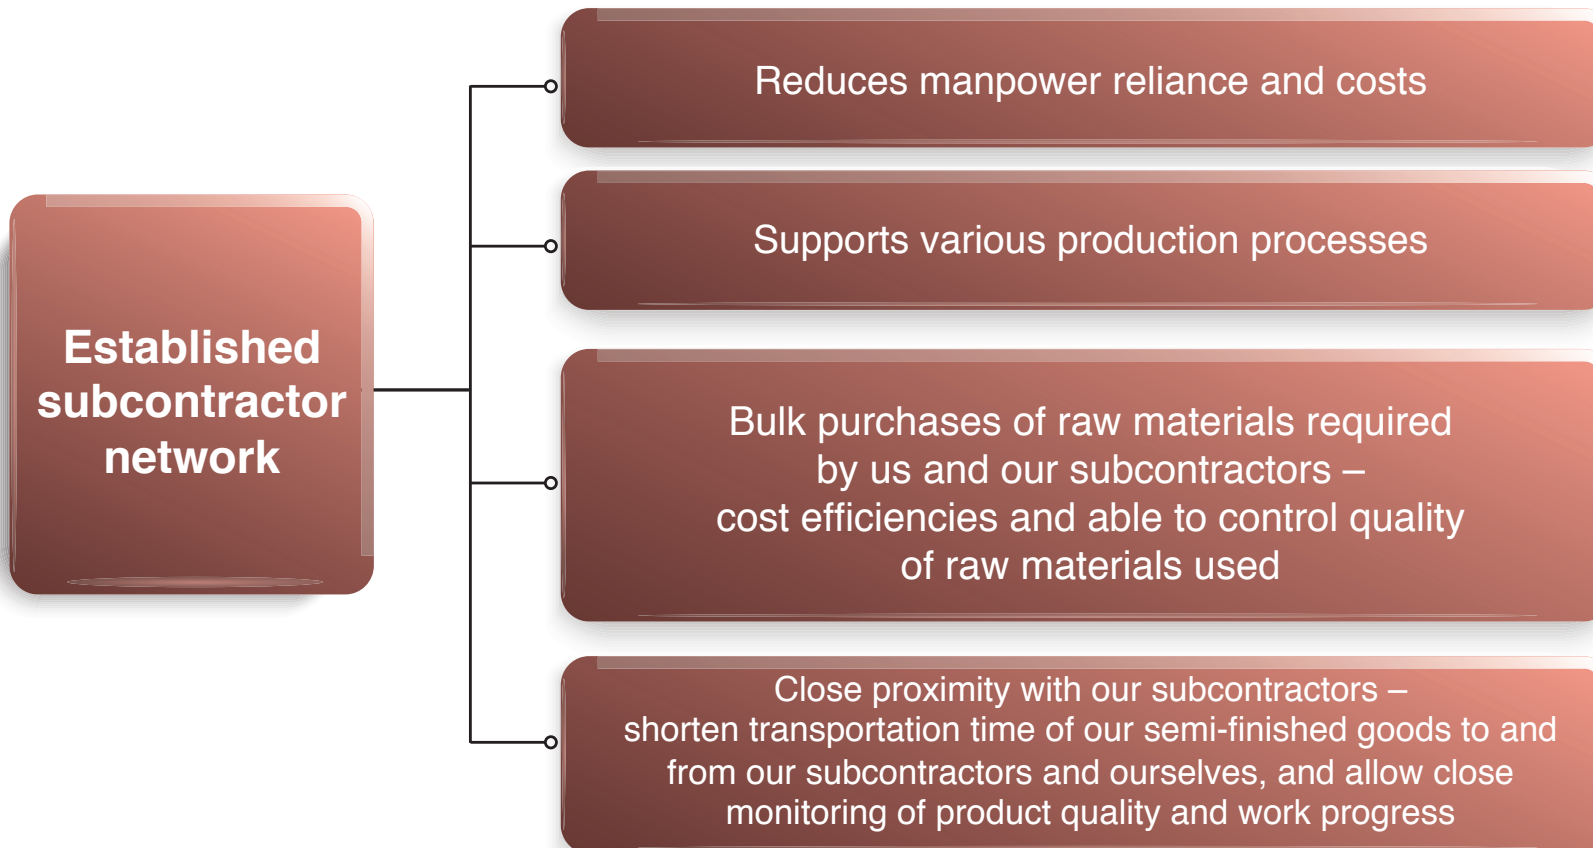 Reduces manpower reliance and costs
Supports various production processes
Established
subcontractor
network
Bulk purchases of raw materials required
by us and our subcontractors –
cost efficiencies and able to control quality
of raw materials used
Close proximity with our subcontractors –
shorten transportation time of our semi-finished goods to and
from our subcontractors and ourselves, and allow close
monitoring of product quality and work progress